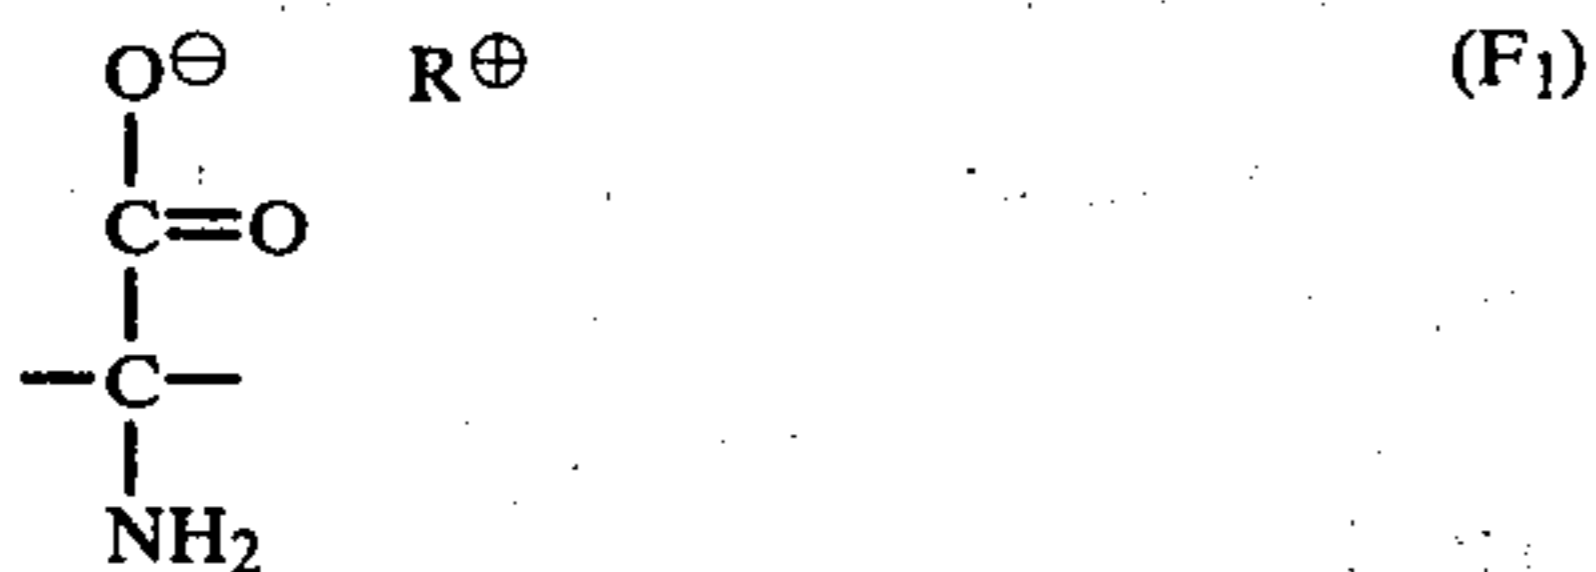 O⊖ R⊕ (F₁)
C=O
–C–
NH₂